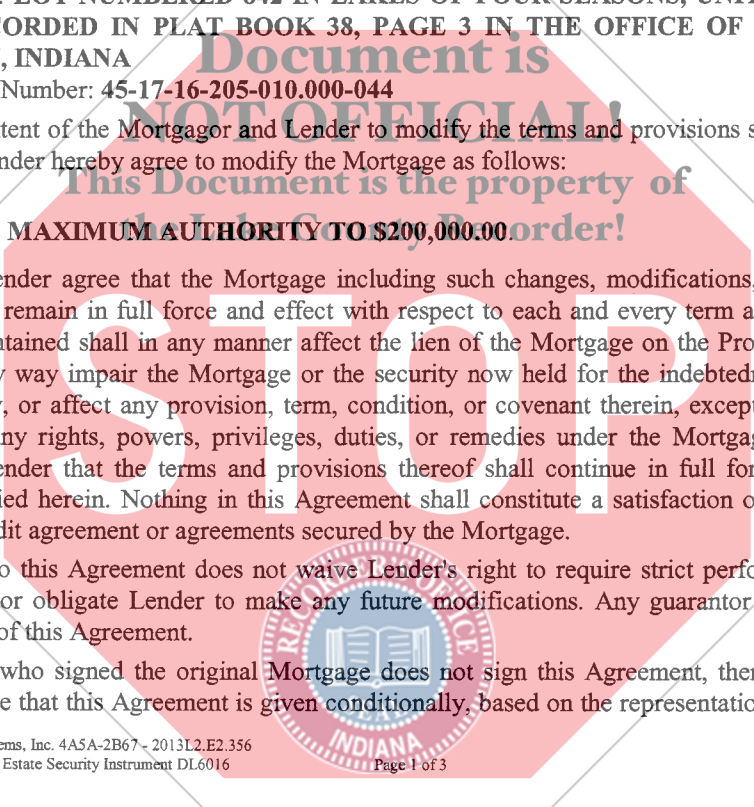 LOT NUMBERED 642 IN LAKES OF FOUR SEASONS,
CORDED IN PLAT BOOK 38, PAGE 3 IN THE OFFICE OF
, INDIANA
Document is
Number: 45-17-16-205-010.000-044
NOT OFFICIAL!
tent of the Mortgagor and Lender to modify the terms and provisions s
nder hereby agree to modify the Mortgage as follows:
This Document is the property of
the Lake County Recorder!
MAXIMUM AUTHORITY TO $200,000.00.
ender agree that the Mortgage including such changes, modifications,
remain in full force and effect with respect to each and every term a
STOP
ntained shall in any manner affect the lien of the Mortgage on the Pro
y way impair the Mortgage or the security now held for the indebted
, or affect any provision, term, condition, or covenant therein, except
ny rights, powers, privileges, duties, or remedies under the Mortga
ender that the terms and provisions thereof shall continue in full for
ied herein. Nothing in this Agreement shall constitute a satisfaction o
dit agreement or agreements secured by the Mortgage.
o this Agreement does not waive Lender's right to require strict perfo
or obligate Lender to make any future modifications. Any guarantor
of this Agreement.
who signed the original Mortgage does not sign this Agreement, then
e that this Agreement is given conditionally, based on the representatio
RECORDER'S OFFICE
SEAL
INDIANA
ems, Inc. 4A5A-2B67 - 2013L2.E2.356
Estate Security Instrument DL6016
Page 1 of 3